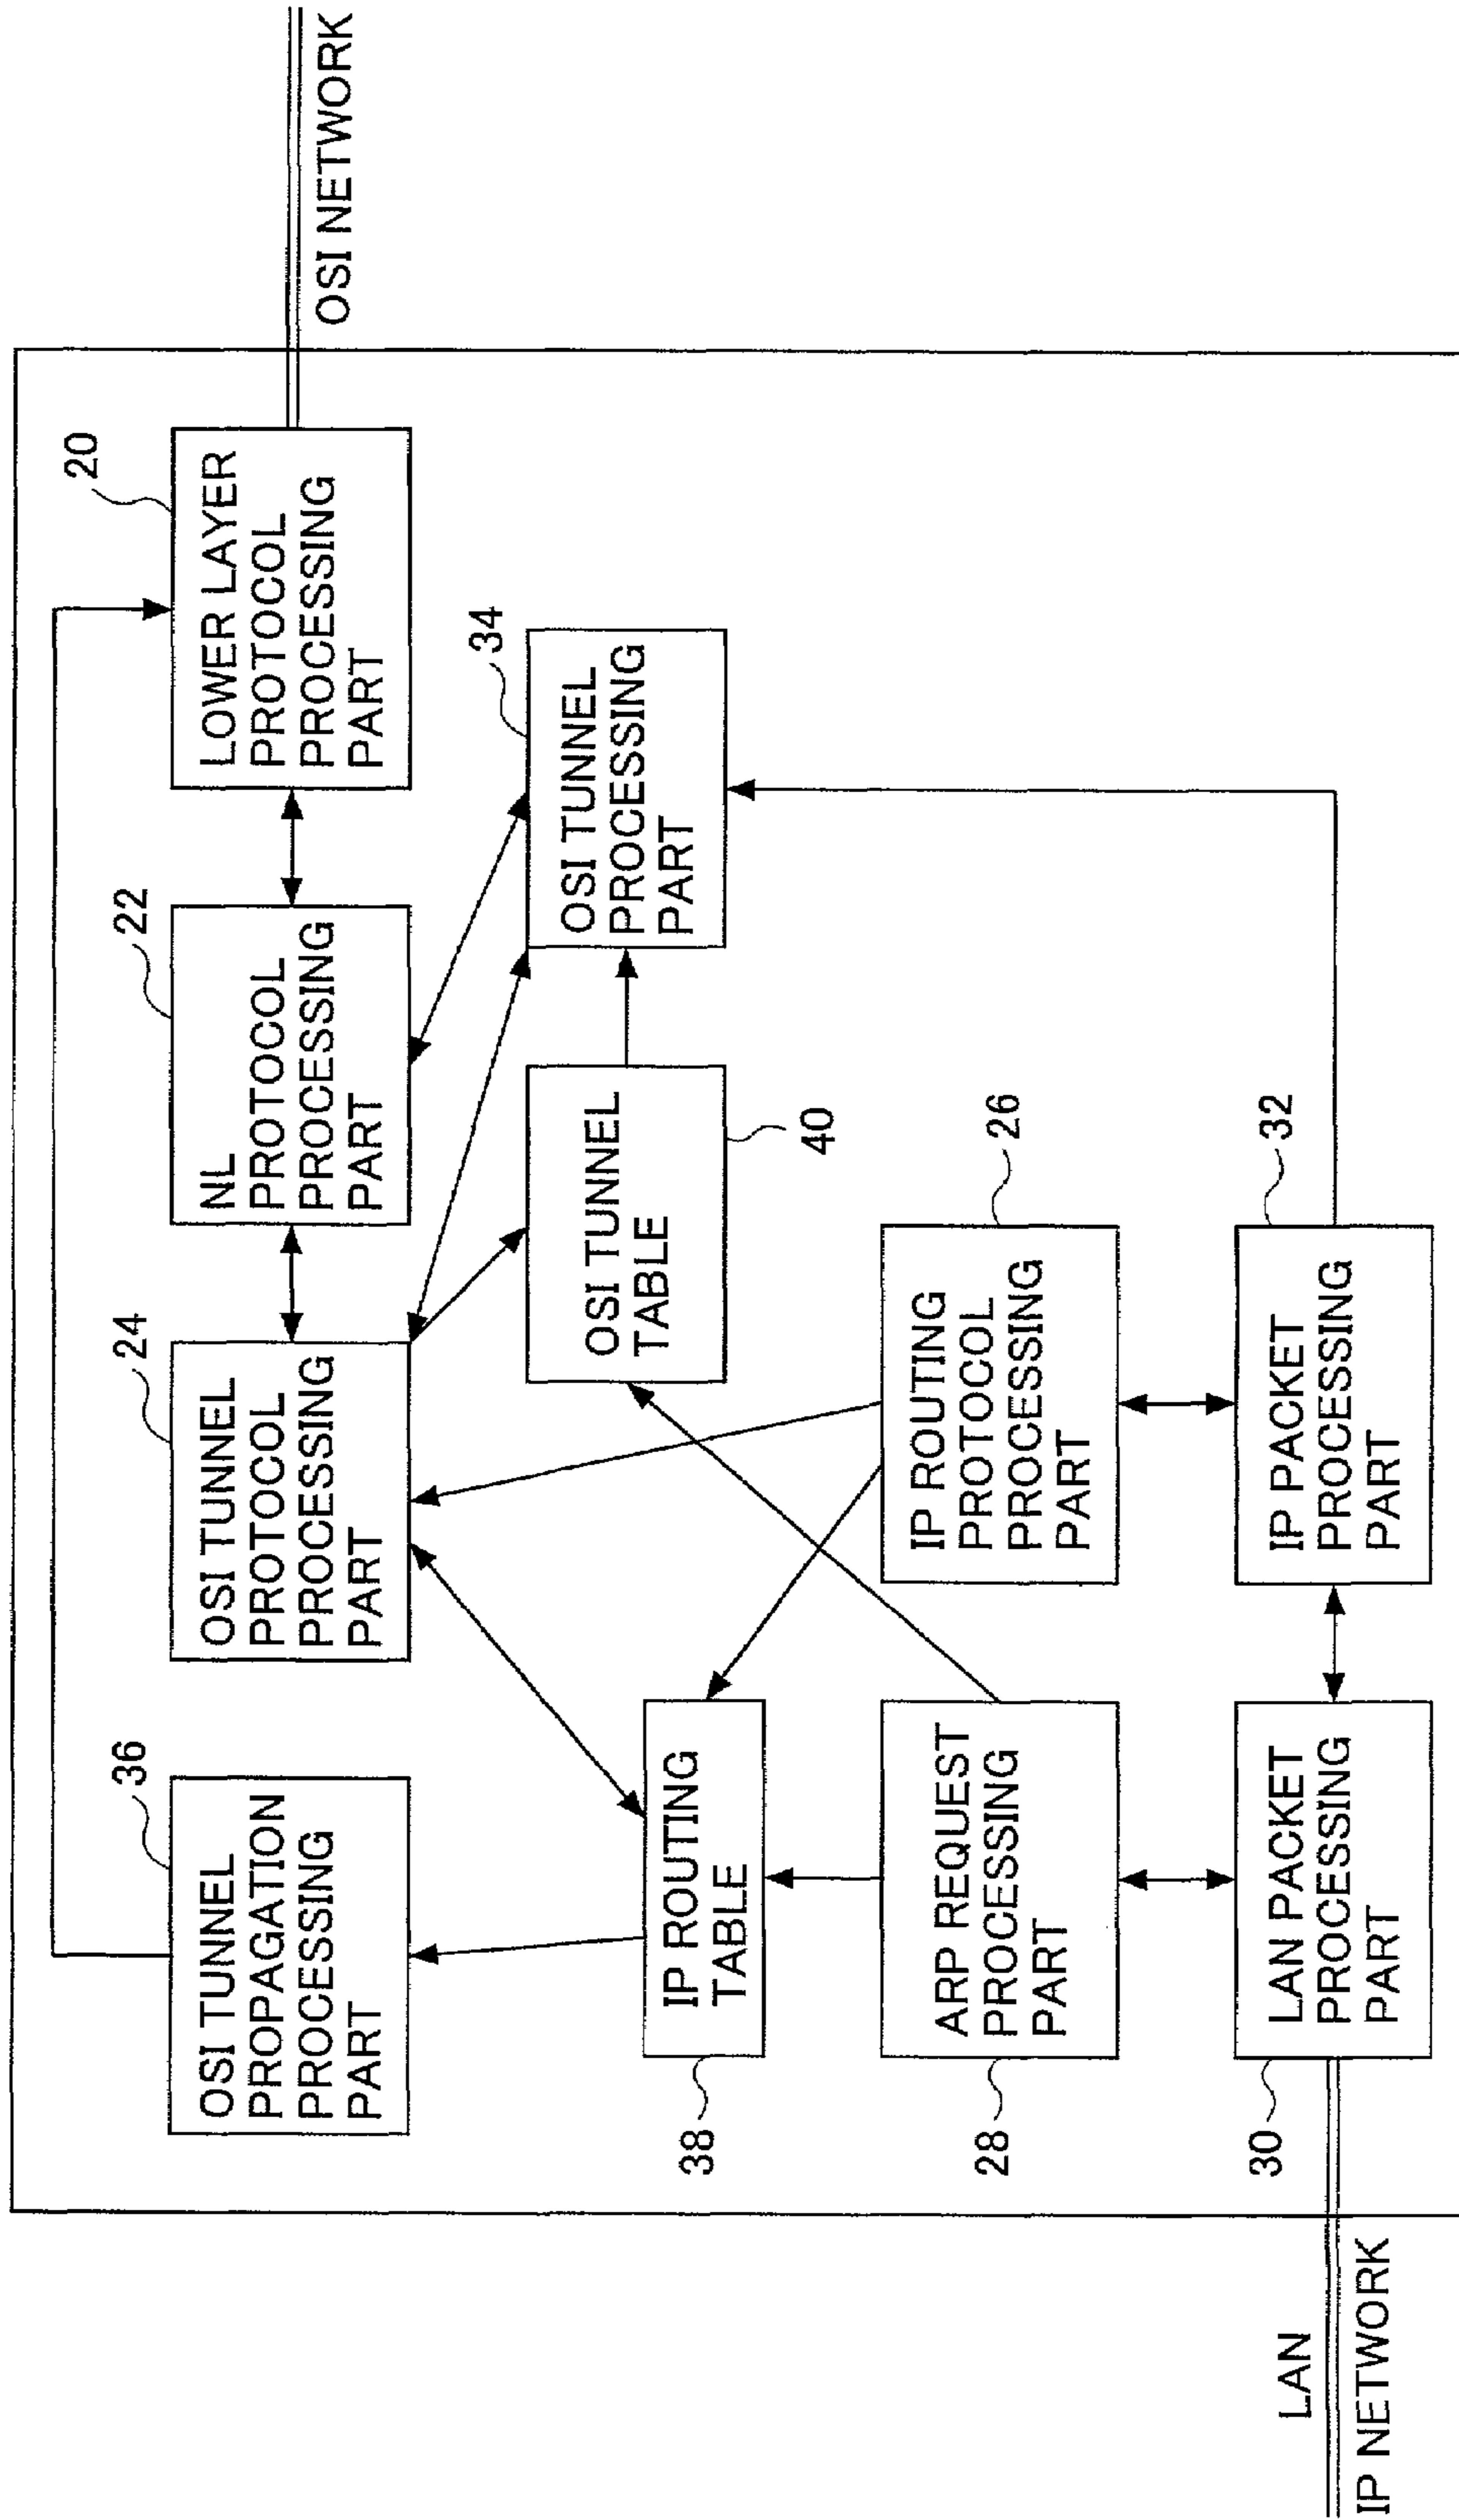 OSI NETWORK
20
LOWER LAYER
PROTOCOL
PROCESSING
PART
22
NL
PROTOCOL
PROCESSING
PART
24
OSI TUNNEL
PROTOCOL
PROCESSING
PART
36
OSI TUNNEL
PROPAGATION
PROCESSING
PART
34
OSI TUNNEL
PROCESSING
PART
OSI TUNNEL
TABLE
40
IP ROUTING
TABLE
38
26
IP ROUTING
PROTOCOL
PROCESSING
PART
ARP REQUEST
PROCESSING
PART
28
32
IP PACKET
PROCESSING
PART
LAN PACKET
PROCESSING
PART
30
LAN
IP NETWORK